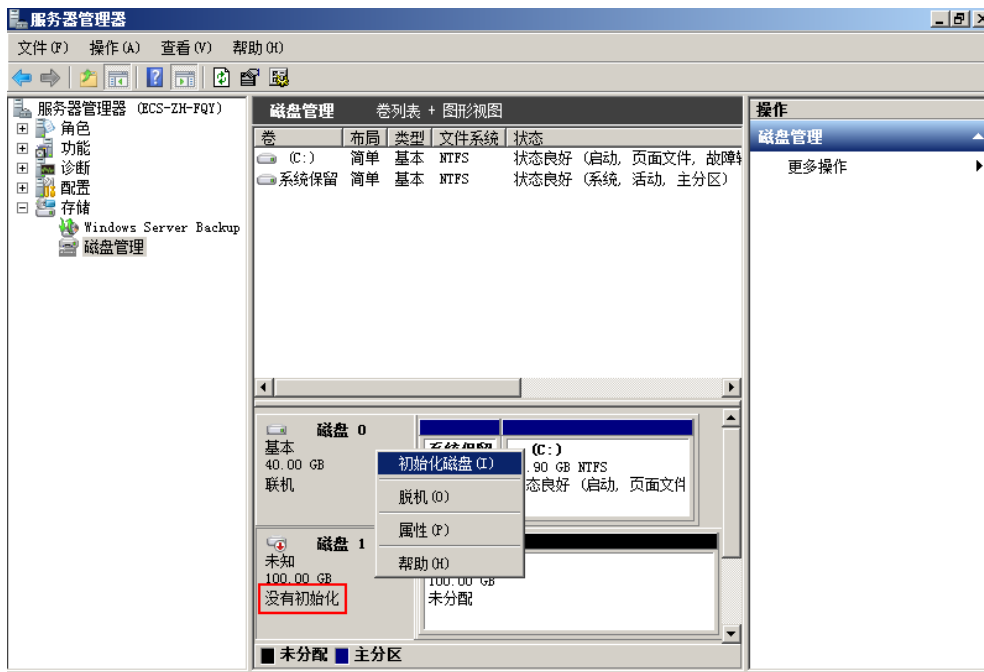 服务器管理器
文件(F) 操作(A) 查看(V) 帮助(H)
服务器管理器 (ECS-ZH-FQY)
角色
功能
诊断
配置
存储
Windows Server Backup
磁盘管理
磁盘管理 卷列表 + 图形视图
卷 布局 类型 文件系统 状态
(C:) 简单 基本 NTFS 状态良好 (启动, 页面文件, 故障
系统保留 简单 基本 NTFS 状态良好 (系统, 活动, 主分区)
磁盘 0
基本
40.00 GB
联机
系统保留
(C:)
.90 GB NTFS
态良好 (启动, 页面文件
初始化磁盘(I)
脱机(O)
属性(P)
帮助(H)
磁盘 1
未知
100.00 GB
没有初始化
100.00 GB
未分配
未分配 主分区
操作
磁盘管理
更多操作